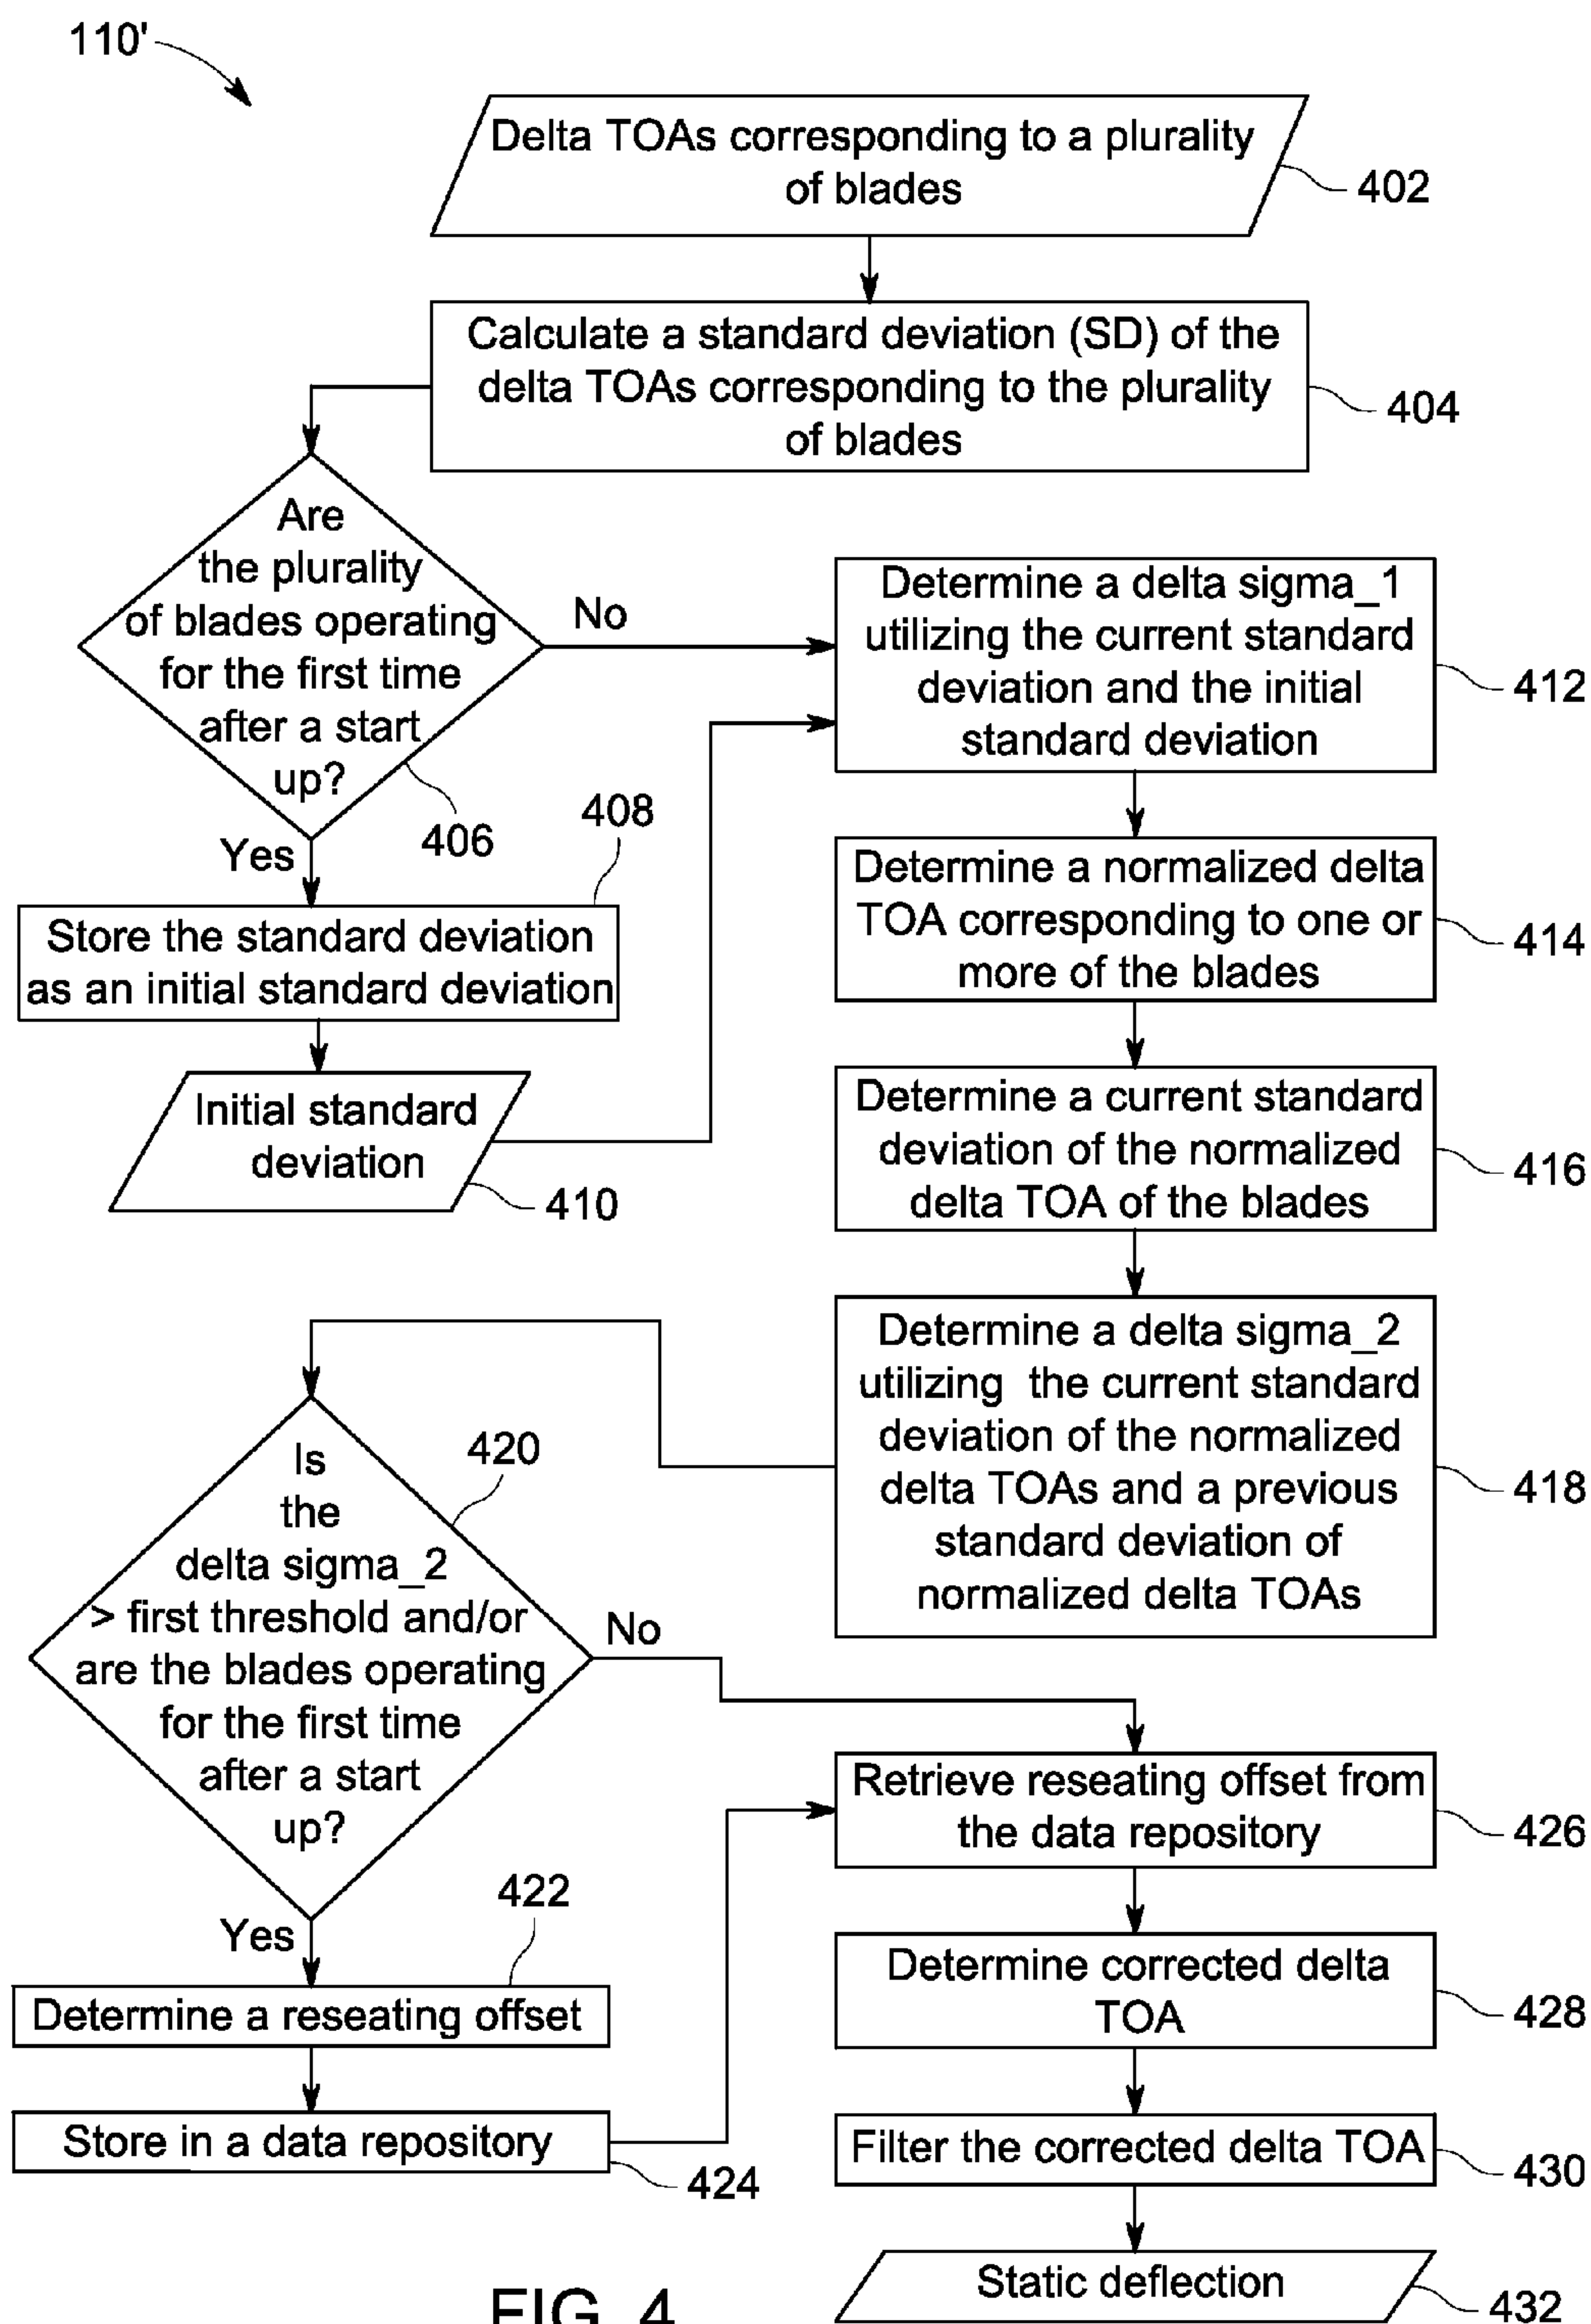 110'
Delta TOAs corresponding to a plurality
of blades
402
Calculate a standard deviation (SD) of the
delta TOAs corresponding to the plurality
of blades
404
Are
the plurality
of blades operating
for the first time
after a start
up?
406
No
Yes
408
Store the standard deviation
as an initial standard deviation
Initial standard
deviation
410
Determine a delta sigma_1
utilizing the current standard
deviation and the initial
standard deviation
412
Determine a normalized delta
TOA corresponding to one or
more of the blades
414
Determine a current standard
deviation of the normalized
delta TOA of the blades
416
Determine a delta sigma_2
utilizing the current standard
deviation of the normalized
delta TOAs and a previous
standard deviation of
normalized delta TOAs
418
Is
the
delta sigma_2
> first threshold and/or
are the blades operating
for the first time
after a start
up?
420
No
Yes
422
Determine a reseating offset
Store in a data repository
424
Retrieve reseating offset from
the data repository
426
Determine corrected delta
TOA
428
Filter the corrected delta TOA
430
Static deflection
432
FIG. 4